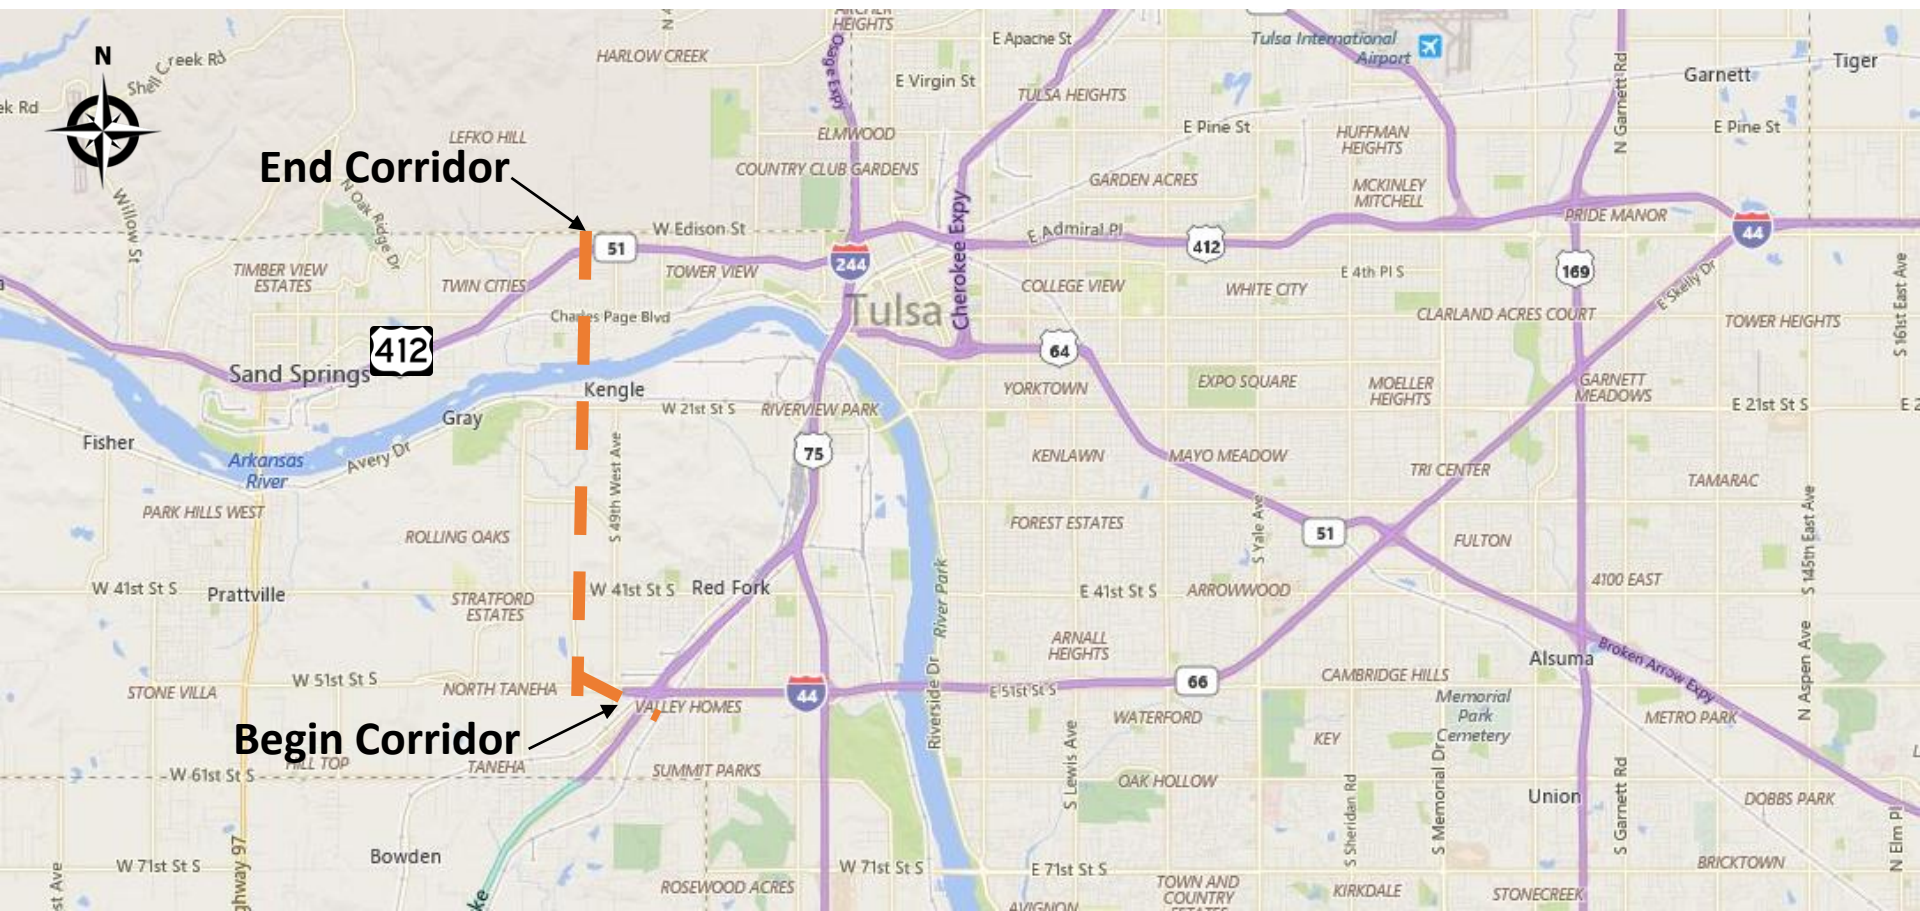 ARCHER
HEIGHTS
N
Shell Creek Rd
HARLOW CREEK
Osage Expy
E Apache St
Tulsa International
Airport
N Garnett Rd
Garnett
Tiger
ek Rd
E Virgin St
TULSA HEIGHTS
LEFKO HILL
ELMWOOD
E Pine St
HUFFMAN
HEIGHTS
E Pine St
End Corridor
COUNTRY CLUB GARDENS
GARDEN ACRES
MCKINLEY
MITCHELL
Willow St
N Oak Ridge Dr
Cherokee Expy
PRIDE MANOR
W Edison St
E Admiral Pl
412
44
51
244
TIMBER VIEW
ESTATES
TWIN CITIES
TOWER VIEW
COLLEGE VIEW
WHITE CITY
E 4th Pl S
169
E Skelly Dr
S 161st East Ave
Charles Page Blvd
Tulsa
CLARLAND ACRES COURT
TOWER HEIGHTS
412
64
Sand Springs
Kengle
YORKTOWN
EXPO SQUARE
MOELLER
HEIGHTS
GARNETT
MEADOWS
W 21st St S
RIVERVIEW PARK
E 21st St S
E 2
Gray
Fisher
Arkansas
River
Avery Dr
S 49th West Ave
75
KENLAWN
MAYO MEADOW
TRI CENTER
TAMARAC
PARK HILLS WEST
ROLLING OAKS
FOREST ESTATES
S Yale Ave
51
FULTON
S 145th East Ave
W 41st St S
Prattville
STRATFORD
ESTATES
W 41st St S
Red Fork
River Park
E 41st St S
ARROWWOOD
4100 EAST
ARNALL
HEIGHTS
Alsuma
Broken Arrow Expy
N Aspen Ave
STONE VILLA
W 51st St S
NORTH TANEHA
44
E 51st St S
66
CAMBRIDGE HILLS
VALLEY HOMES
Riverside Dr
WATERFORD
Memorial
Park
Cemetery
METRO PARK
Begin Corridor
KEY
HILL TOP
TANEHA
W 61st St S
SUMMIT PARKS
S Lewis Ave
OAK HOLLOW
S Sheridan Rd
S Memorial Dr
Union
S Garnett Rd
DOBBS PARK
N Elm Pl
Bowden
W 71st St S
ghway 97
st Ave
ke
ROSEWOOD ACRES
W 71st St S
E 71st St S
AVIGNON
TOWN AND
COUNTRY
ESTATES
KIRKDALE
STONECREEK
BRICKTOWN